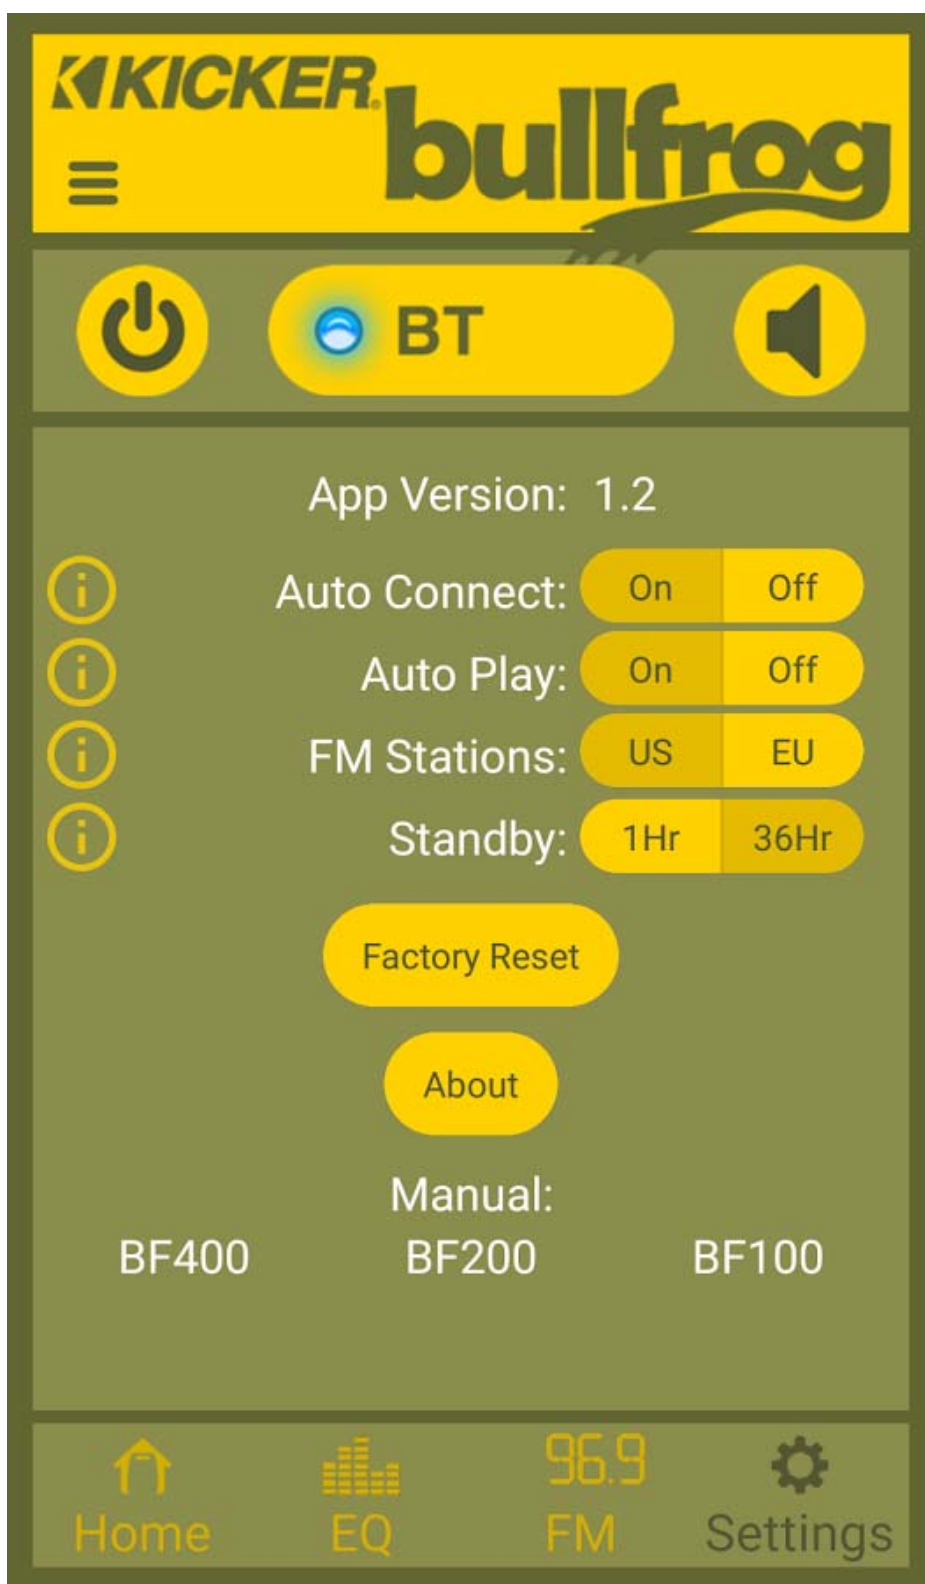 KICKER
bullfrog
BT
App Version: 1.2
Auto Connect: On Off
Auto Play: On Off
FM Stations: US EU
Standby: 1Hr 36Hr
Factory Reset
About
Manual:
BF400 BF200 BF100
96.9
Home EQ FM Settings